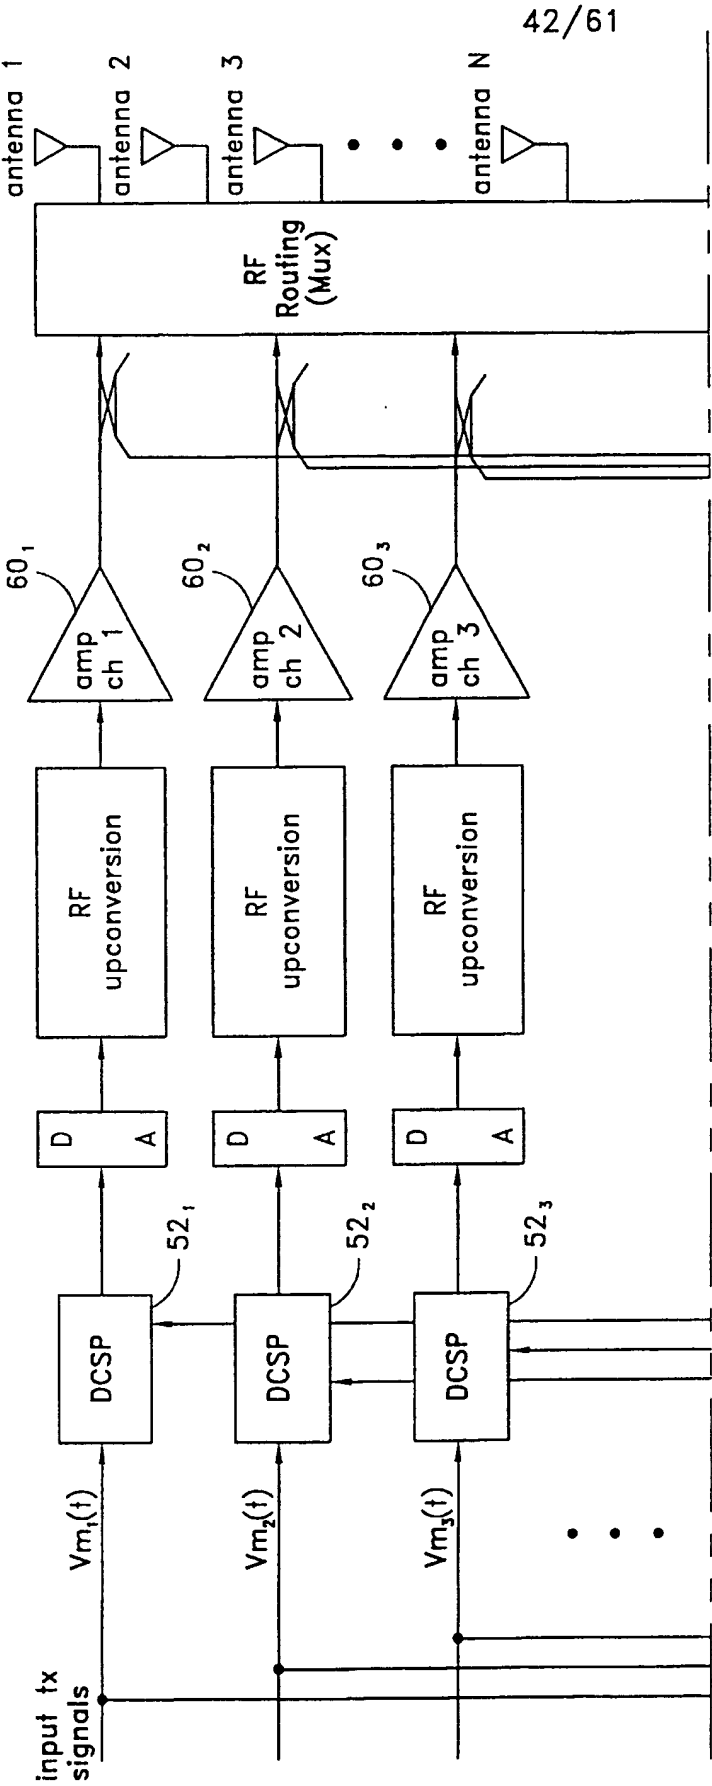 42/61
input tx
signals
Vm₁(t)
DCSP
52₁
D
A
RF
upconversion
amp
ch 1
60₁
antenna 1
Vm₂(t)
DCSP
52₂
D
A
RF
upconversion
amp
ch 2
60₂
antenna 2
Vm₃(t)
DCSP
52₃
D
A
RF
upconversion
amp
ch 3
60₃
antenna 3
RF
Routing
(Mux)
antenna N